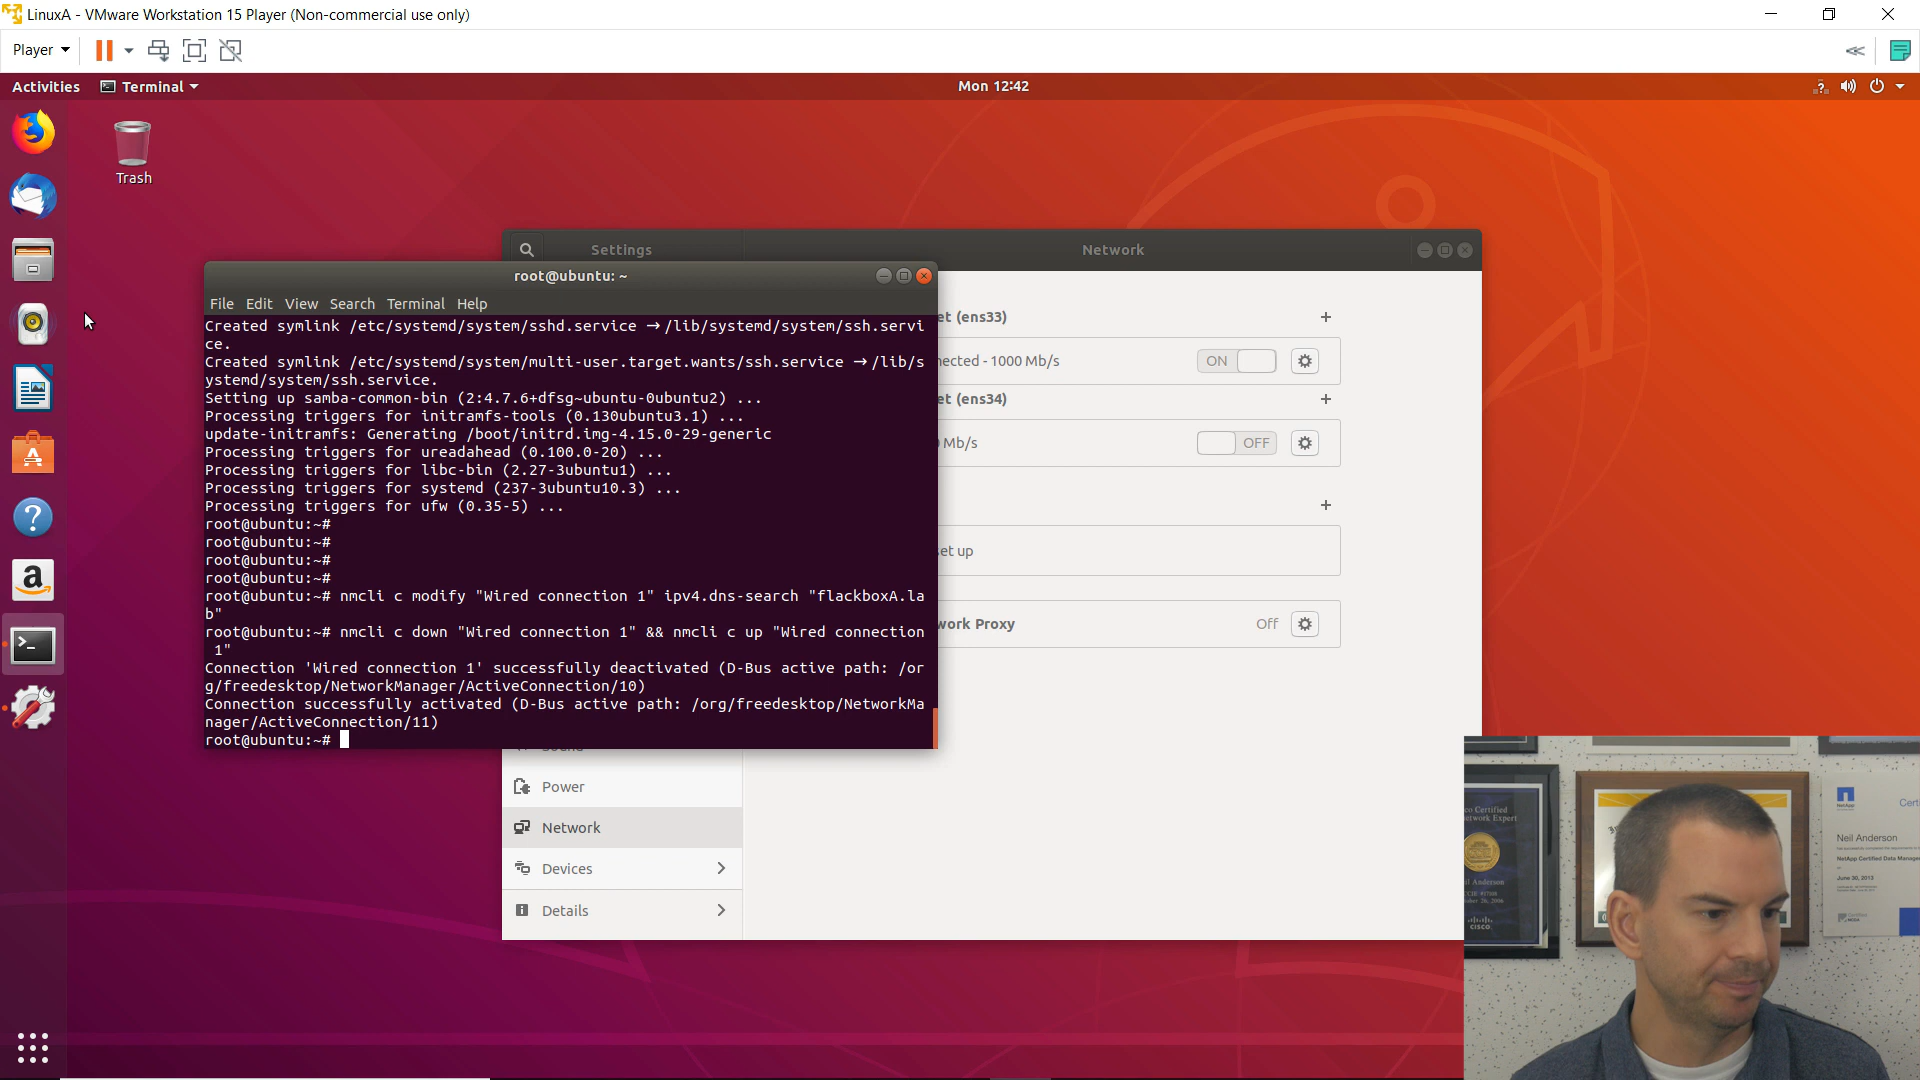 LinuxA - VMware Workstation 15 Player (Non-commercial use only)
Player
Activities
Terminal
Mon 12:42
Trash
Settings
Network
root@ubuntu: ~
File Edit View Search Terminal Help
Created symlink /etc/systemd/system/sshd.service → /lib/systemd/system/ssh.servi
ce.
Created symlink /etc/systemd/system/multi-user.target.wants/ssh.service → /lib/s
ystemd/system/ssh.service.
Setting up samba-common-bin (2:4.7.6+dfsg~ubuntu-0ubuntu2) ...
Processing triggers for initramfs-tools (0.130ubuntu3.1) ...
update-initramfs: Generating /boot/initrd.img-4.15.0-29-generic
Processing triggers for ureadahead (0.100.0-20) ...
Processing triggers for libc-bin (2.27-3ubuntu1) ...
Processing triggers for systemd (237-3ubuntu10.3) ...
Processing triggers for ufw (0.35-5) ...
root@ubuntu:~#
root@ubuntu:~#
root@ubuntu:~#
root@ubuntu:~#
root@ubuntu:~# nmcli c modify "Wired connection 1" ipv4.dns-search "flackboxA.la
b"
root@ubuntu:~# nmcli c down "Wired connection 1" && nmcli c up "Wired connection
1"
Connection 'Wired connection 1' successfully deactivated (D-Bus active path: /or
g/freedesktop/NetworkManager/ActiveConnection/10)
Connection successfully activated (D-Bus active path: /org/freedesktop/NetworkMa
nager/ActiveConnection/11)
root@ubuntu:~#
et (ens33)
nected - 1000 Mb/s
ON
et (ens34)
Mb/s
OFF
set up
work Proxy
Off
Power
Network
Devices
Details
Neil Anderson
NetApp Certified Data Manage
June 30, 2013
CISCO